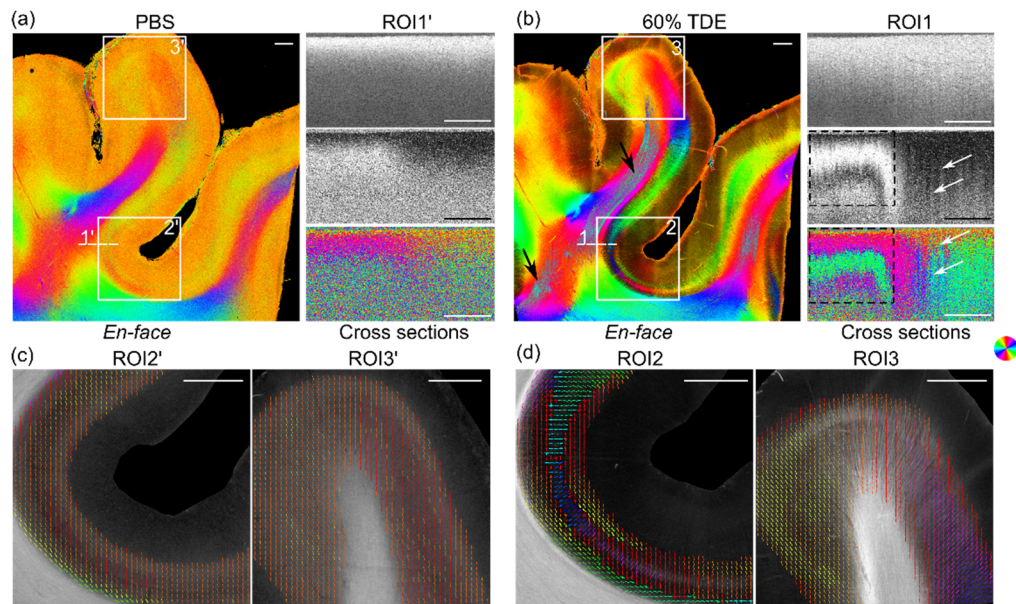 (a) PBS ROI1'
3'
1' 2'
En-face Cross sections
(b) 60% TDE ROI1
3
1 2
En-face Cross sections
(c) ROI2' ROI3'
(d) ROI2 ROI3